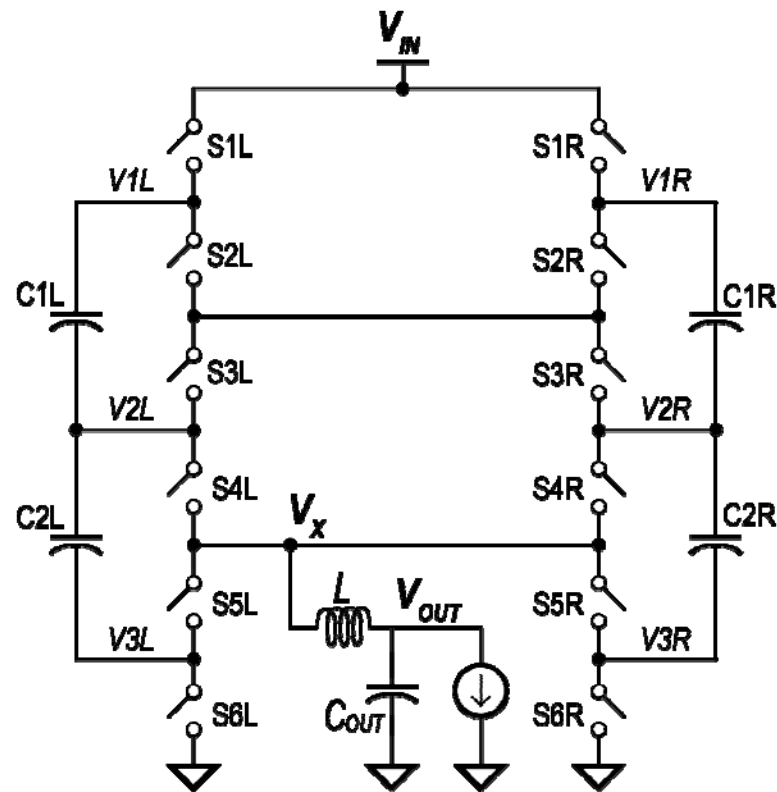 VIN
S1L S1R
V1L V1R
S2L S2R
C1L C1R
S3L S3R
V2L V2R
S4L S4R
C2L C2R
VX
L VOUT
S5L S5R
V3L V3R
COUT
S6L S6R